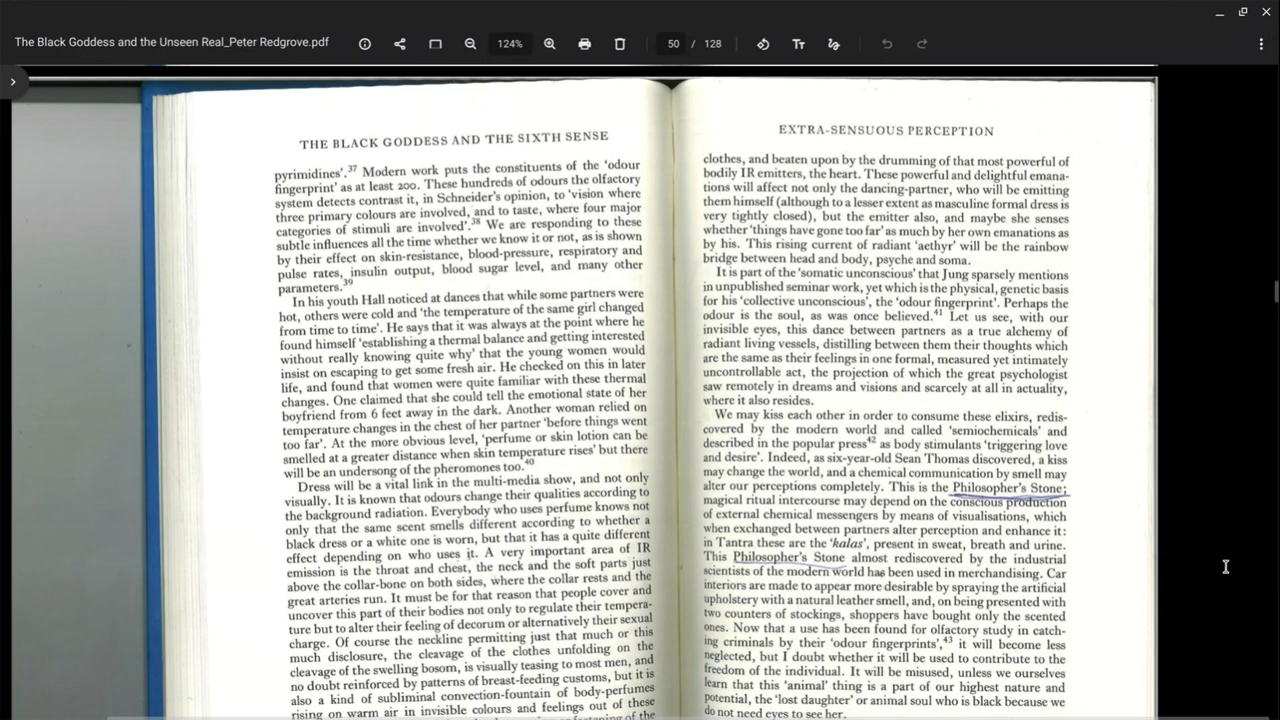 The Black Goddess and the Unseen Real_Peter Redgrove.pdf
124%
50 / 128
THE BLACK GODDESS AND THE SIXTH SENSE
pyrimidines'.37 Modern work puts the constituents of the 'odour
fingerprint' as at least 200. These hundreds of odours the olfactory
system detects contrast it, in Schneider's opinion, to 'vision where
three primary colours are involved, and to taste, where four major
categories of stimuli are involved'.38 We are responding to these
subtle influences all the time whether we know it or not, as is shown
by their effect on skin-resistance, blood-pressure, respiratory and
pulse rates, insulin output, blood sugar level, and many other
parameters.39
In his youth Hall noticed at dances that while some partners were
hot, others were cold and 'the temperature of the same girl changed
from time to time'. He says that it was always at the point where he
found himself 'establishing a thermal balance and getting interested
without really knowing quite why' that the young women would
insist on escaping to get some fresh air. He checked on this in later
life, and found that women were quite familiar with these thermal
changes. One claimed that she could tell the emotional state of her
boyfriend from 6 feet away in the dark. Another woman relied on
temperature changes in the chest of her partner 'before things went
too far'. At the more obvious level, 'perfume or skin lotion can be
smelled at a greater distance when skin temperature rises' but there
will be an undersong of the pheromones too.40
Dress will be a vital link in the multi-media show, and not only
visually. It is known that odours change their qualities according to
the background radiation. Everybody who uses perfume knows not
only that the same scent smells different according to whether a
black dress or a white one is worn, but that it has a quite different
effect depending on who uses it. A very important area of IR
emission is the throat and chest, the neck and the soft parts just
above the collar-bone on both sides, where the collar rests and the
great arteries run. It must be for that reason that people cover and
uncover this part of their bodies not only to regulate their tempera-
ture but to alter their feeling of decorum or alternatively their sexual
charge. Of course the neckline permitting just that much or this
much disclosure, the cleavage of the clothes unfolding on the
cleavage of the swelling bosom, is visually teasing to most men, and
no doubt reinforced by patterns of breast-feeding customs, but it is
also a kind of subliminal convection-fountain of body-perfumes
rising on warm air in invisible colours and feelings out of these
EXTRA-SENSUOUS PERCEPTION
clothes, and beaten upon by the drumming of that most powerful of
bodily IR emitters, the heart. These powerful and delightful emana-
tions will affect not only the dancing-partner, who will be emitting
them himself (although to a lesser extent as masculine formal dress is
very tightly closed), but the emitter also, and maybe she senses
whether 'things have gone too far' as much by her own emanations as
by his. This rising current of radiant 'aethyr' will be the rainbow
bridge between head and body, psyche and soma.
It is part of the 'somatic unconscious' that Jung sparsely mentions
in unpublished seminar work, yet which is the physical, genetic basis
for his 'collective unconscious', the 'odour fingerprint'. Perhaps the
odour is the soul, as was once believed.41 Let us see, with our
invisible eyes, this dance between partners as a true alchemy of
radiant living vessels, distilling between them their thoughts which
are the same as their feelings in one formal, measured yet intimately
uncontrollable act, the projection of which the great psychologist
saw remotely in dreams and visions and scarcely at all in actuality,
where it also resides.
We may kiss each other in order to consume these elixirs, redis-
covered by the modern world and called 'semiochemicals' and
described in the popular press42 as body stimulants 'triggering love
and desire'. Indeed, as six-year-old Sean Thomas discovered, a kiss
may change the world, and a chemical communication by smell may
alter our perceptions completely. This is the Philosopher's Stone;
magical ritual intercourse may depend on the conscious production
of external chemical messengers by means of visualisations, which
when exchanged between partners alter perception and enhance it:
in Tantra these are the 'kalas', present in sweat, breath and urine.
This Philosopher's Stone almost rediscovered by the industrial
scientists of the modern world has been used in merchandising. Car
interiors are made to appear more desirable by spraying the artificial
upholstery with a natural leather smell, and, on being presented with
two counters of stockings, shoppers have bought only the scented
ones. Now that a use has been found for olfactory study in catch-
ing criminals by their 'odour fingerprints',43 it will become less
neglected, but I doubt whether it will be used to contribute to the
freedom of the individual. It will be misused, unless we ourselves
learn that this 'animal' thing is a part of our highest nature and
potential, the 'lost daughter' or animal soul who is black because we
do not need eyes to see her.